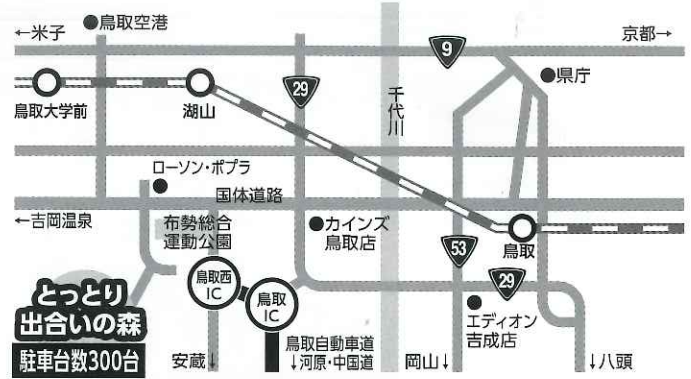 ←米子
●鳥取空港
9
京都→
●県庁
鳥取大学前
湖山
29
千代川
ローソン・ポプラ
国体道路
←吉岡温泉
布勢総合
運動公園
●カインズ
鳥取店
鳥取
53
29
鳥取西
IC
鳥取
IC
とっとり
出合いの森
駐車台数300台
安蔵↓
鳥取自動車道
↓河原・中国道
岡山↓
エディオン
吉成店
↓八頭